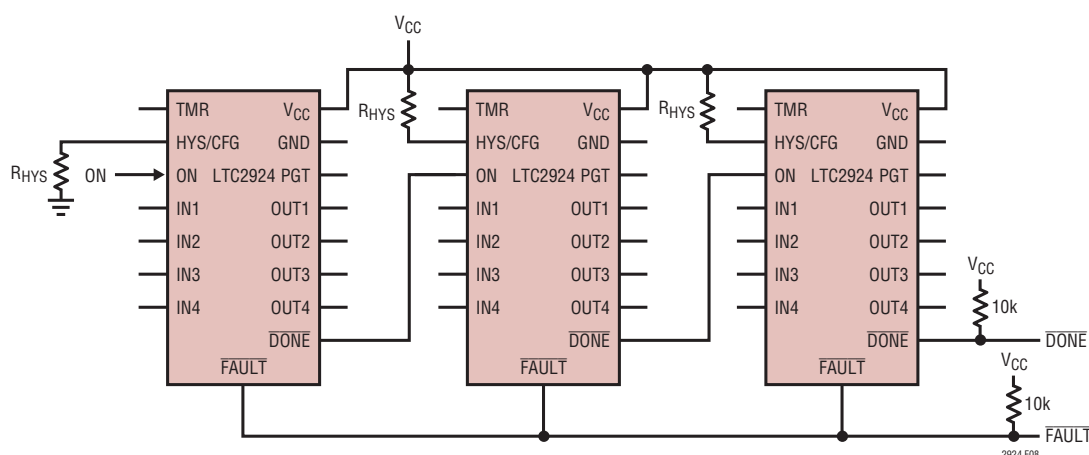 VCC
TMR VCC
HYS/CFG GND
ON LTC2924 PGT
IN1 OUT1
IN2 OUT2
IN3 OUT3
IN4 OUT4
DONE
FAULT
RHYS
ON
RHYS
TMR VCC
HYS/CFG GND
ON LTC2924 PGT
IN1 OUT1
IN2 OUT2
IN3 OUT3
IN4 OUT4
DONE
FAULT
RHYS
TMR VCC
HYS/CFG GND
ON LTC2924 PGT
IN1 OUT1
IN2 OUT2
IN3 OUT3
IN4 OUT4
DONE
FAULT
VCC
10k
DONE
VCC
10k
FAULT
2924 F08